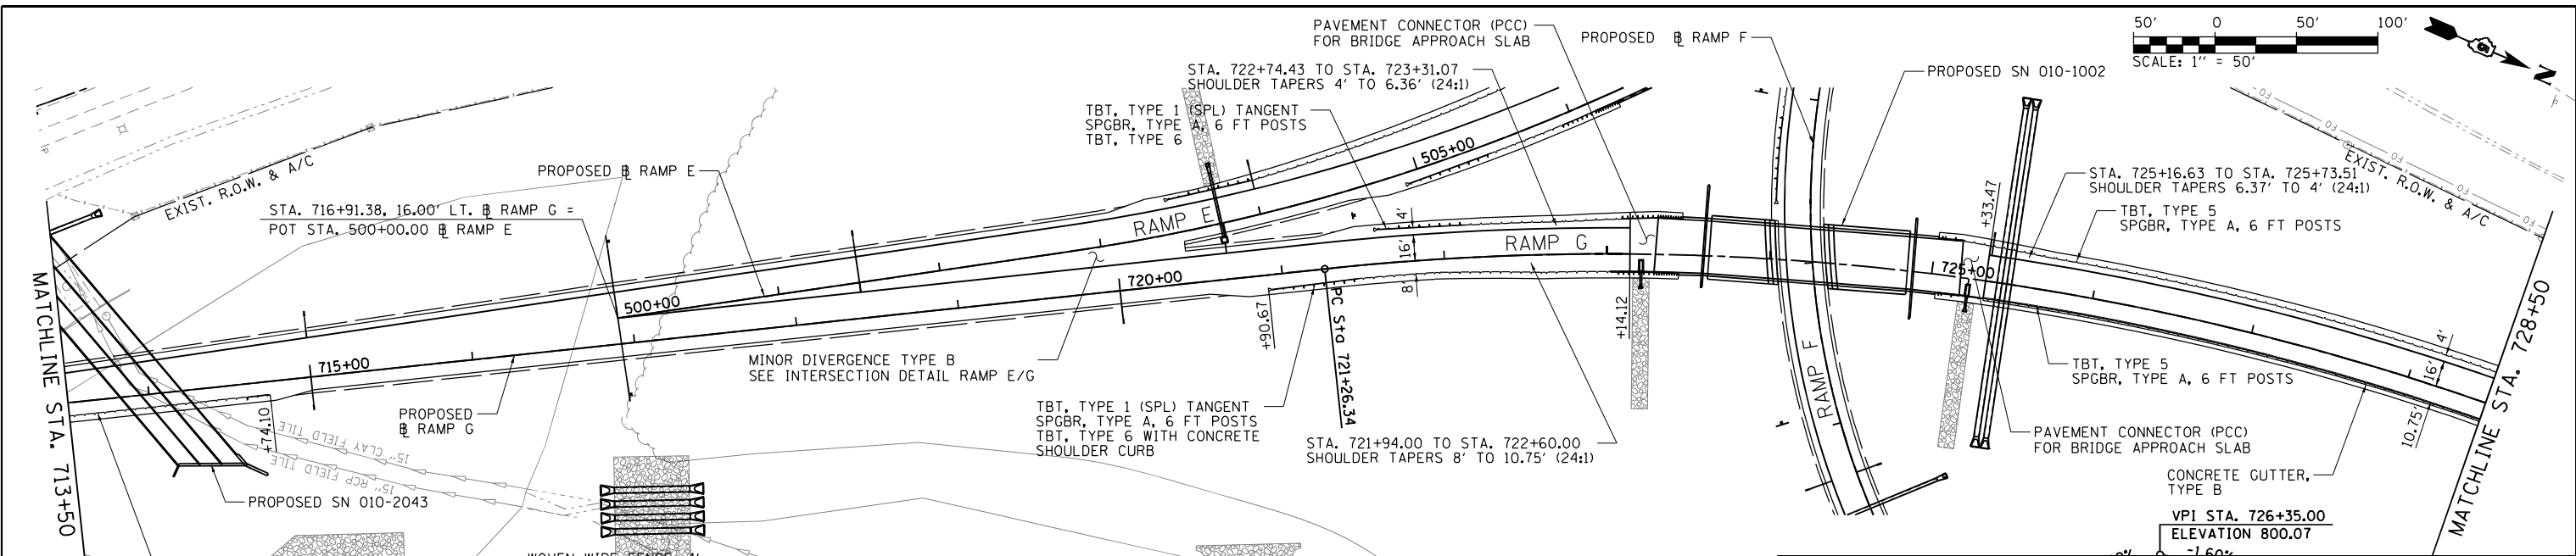 PAVEMENT CONNECTOR (PCC)
FOR BRIDGE APPROACH SLAB
PROPOSED ℄ RAMP F
50' 0 50' 100'
SCALE: 1" = 50'
N
STA. 722+74.43 TO STA. 723+31.07
SHOULDER TAPERS 4' TO 6.36' (24:1)
PROPOSED SN 010-1002
TBT, TYPE 1 (SPL) TANGENT
SPGBR, TYPE A, 6 FT POSTS
TBT, TYPE 6
EXIST. R.O.W. & A/C
PROPOSED ℄ RAMP E
505+00
FO
FO
FO
FO
FO
EXIST. R.O.W. & A/C
STA. 725+16.63 TO STA. 725+73.51
SHOULDER TAPERS 6.37' TO 4' (24:1)
STA. 716+91.38, 16.00' LT. ℄ RAMP G =
POT STA. 500+00.00 ℄ RAMP E
+33.47
TBT, TYPE 5
SPGBR, TYPE A, 6 FT POSTS
RAMP E
4'
16'
RAMP G
8'
720+00
725+00
500+00
+90.67
PC Sta 721+26.34
+14.12
MATCHLINE STA. 713+50
715+00
MINOR DIVERGENCE TYPE B
SEE INTERSECTION DETAIL RAMP E/G
TBT, TYPE 5
SPGBR, TYPE A, 6 FT POSTS
4'
16'
10.75'
MATCHLINE STA. 728+50
RAMP F
PROPOSED
℄ RAMP G
+74.10
15" CLAY FIELD TILE
15" RCP FIELD TILE
TBT, TYPE 1 (SPL) TANGENT
SPGBR, TYPE A, 6 FT POSTS
TBT, TYPE 6 WITH CONCRETE
SHOULDER CURB
STA. 721+94.00 TO STA. 722+60.00
SHOULDER TAPERS 8' TO 10.75' (24:1)
PAVEMENT CONNECTOR (PCC)
FOR BRIDGE APPROACH SLAB
PROPOSED SN 010-2043
CONCRETE GUTTER,
TYPE B
VPI STA. 726+35.00
ELEVATION 800.07
-1.60%
WOVEN WIRE FENCE